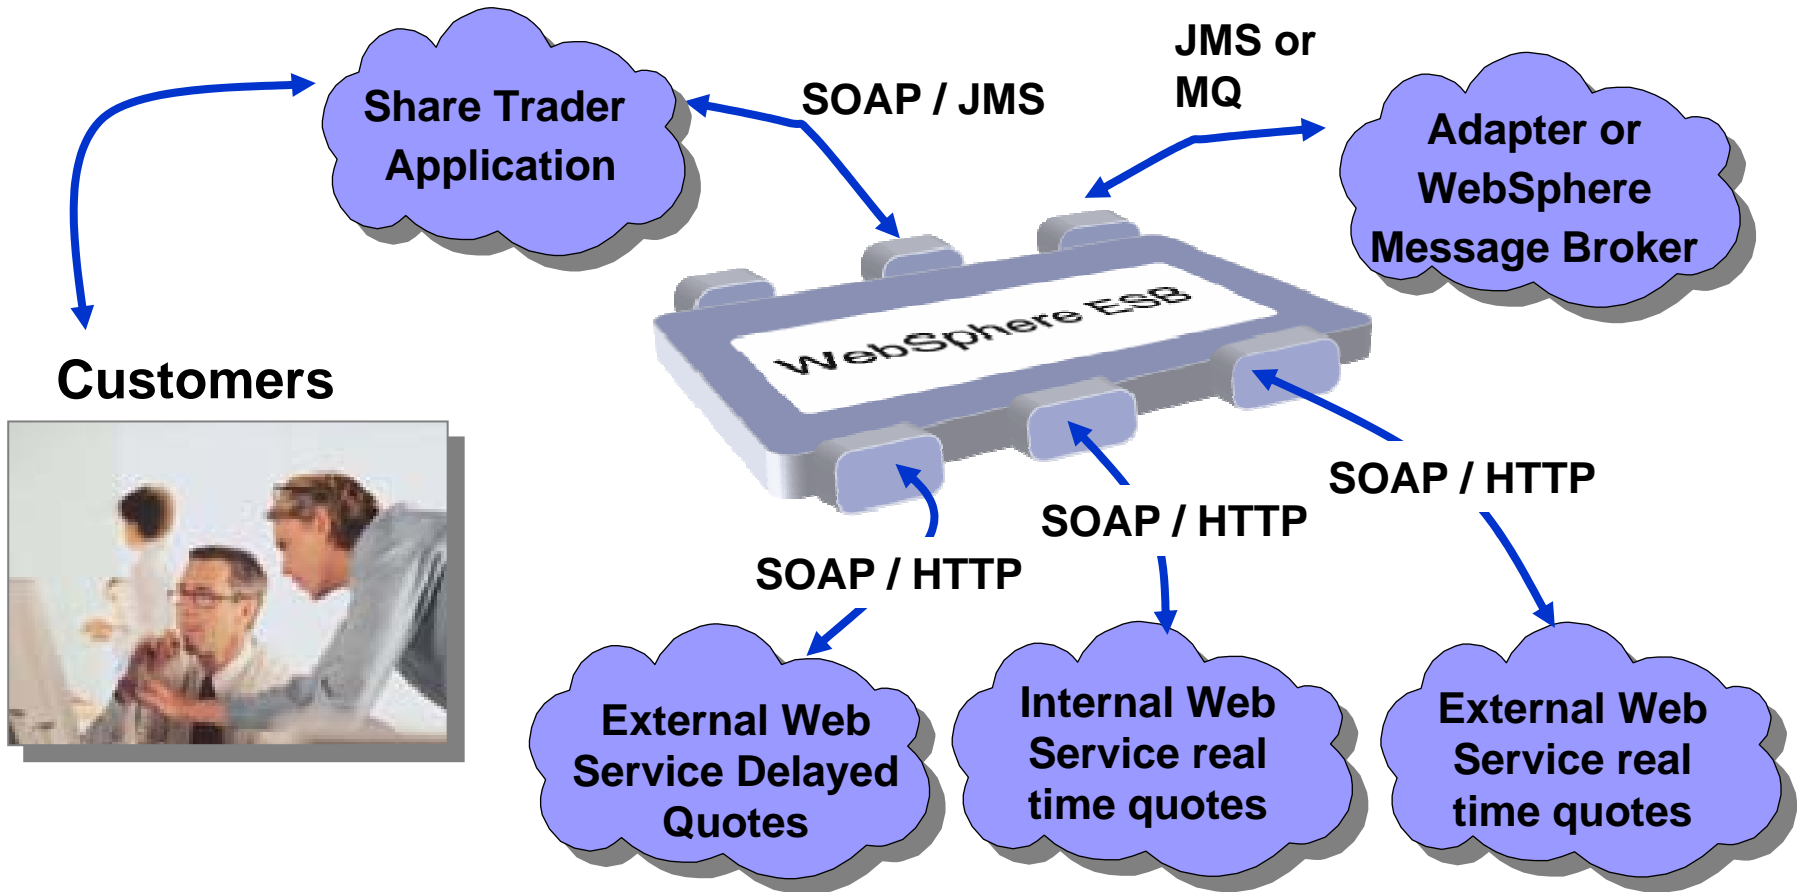 Share Trader
Application
SOAP / JMS
JMS or
MQ
Adapter or
WebSphere
Message Broker
WebSphere ESB
Customers
SOAP / HTTP
SOAP / HTTP
SOAP / HTTP
External Web
Service Delayed
Quotes
Internal Web
Service real
time quotes
External Web
Service real
time quotes